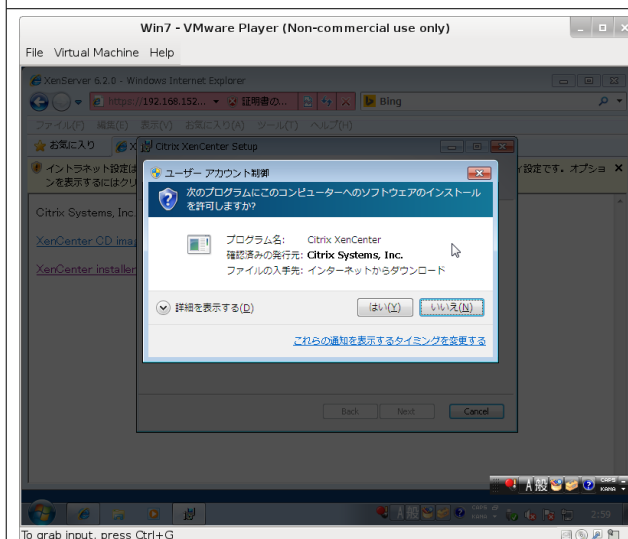 Win7 - VMware Player (Non-commercial use only)
File Virtual Machine Help
XenServer 6.2.0 - Windows Internet Explorer
https://192.168.152... 証明書の... Bing
ファイル(F) 編集(E) 表示(V) お気に入り(A) ツール(T) ヘルプ(H)
お気に入り
Citrix XenCenter Setup
イントラネット設定は
ィ設定です。オプショ
ンを表示するにはクリ
Citrix Systems, Inc.
XenCenter CD ima
XenCenter installer
ユーザー アカウント制御
次のプログラムにこのコンピューターへのソフトウェアのインストール
を許可しますか?
プログラム名: Citrix XenCenter
確認済みの発行元: Citrix Systems, Inc.
ファイルの入手先: インターネットからダウンロード
詳細を表示する(D) はい(Y) いいえ(N)
これらの通知を表示するタイミングを変更する
Back Next Cancel
A 般 CAPS KANA
A 般 CAPS KANA 3:59
To grab input, press Ctrl+G